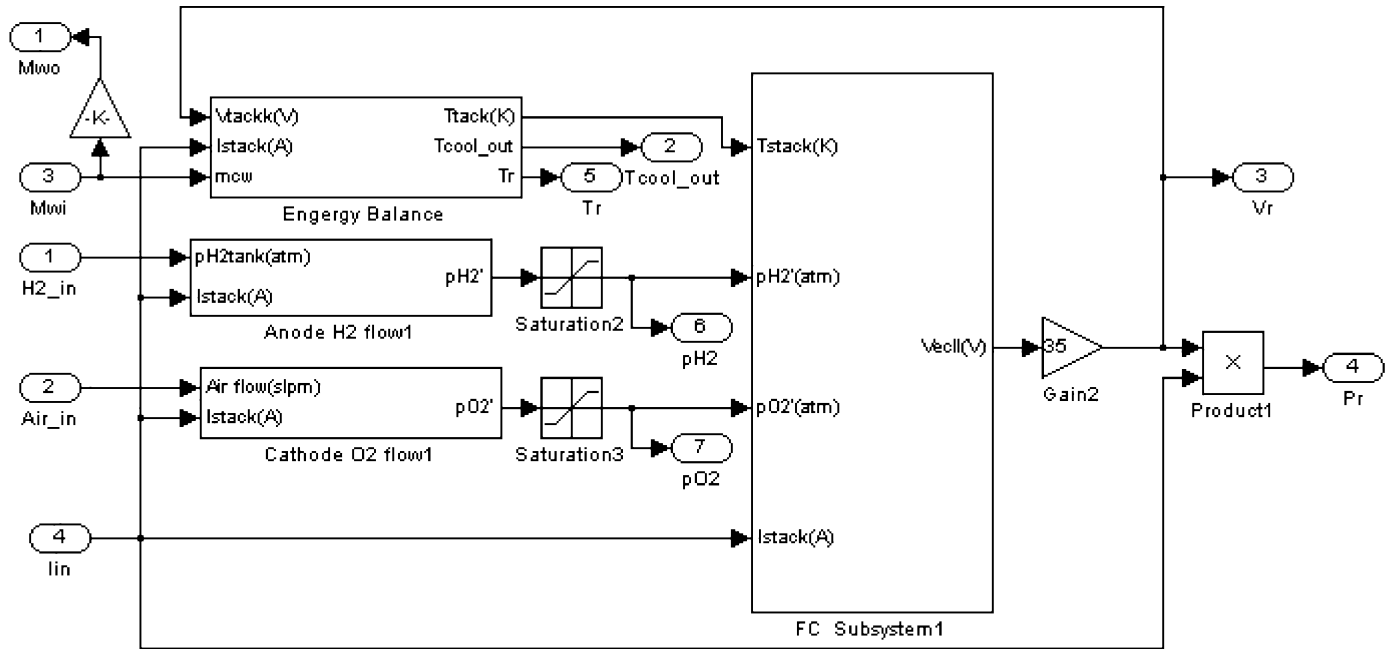 1
Mwo
-K-
3
Mwi
Vtackk(V)
Istack(A)
mcw
Ttack(K)
Tcool_out
Tr
Engergy Balance
2
Tcool_out
5
Tr
1
H2_in
pH2tank(atm)
Istack(A)
pH2'
Anode H2 flow1
Saturation2
6
pH2
2
Air_in
Air flow(slpm)
Istack(A)
pO2'
Cathode O2 flow1
Saturation3
7
pO2
4
Iin
Tstack(K)
pH2'(atm)
pO2'(atm)
Istack(A)
Vecll(V)
FC Subsystem1
35
Gain2
3
Vr
×
Product1
4
Pr